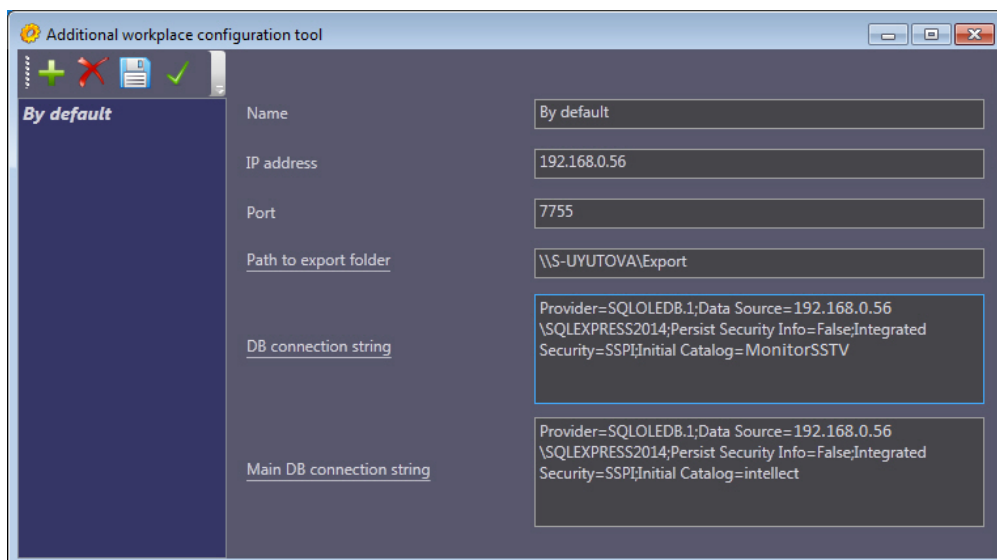 Additional workplace configuration tool
By default
Name
By default
IP address
192.168.0.56
Port
7755
Path to export folder
\\S-UYUTOVA\Export
DB connection string
Provider=SQLOLEDB.1;Data Source=192.168.0.56
\SQLEXPRESS2014;Persist Security Info=False;Integrated
Security=SSPI;Initial Catalog=MonitorSSTV
Main DB connection string
Provider=SQLOLEDB.1;Data Source=192.168.0.56
\SQLEXPRESS2014;Persist Security Info=False;Integrated
Security=SSPI;Initial Catalog=intellect